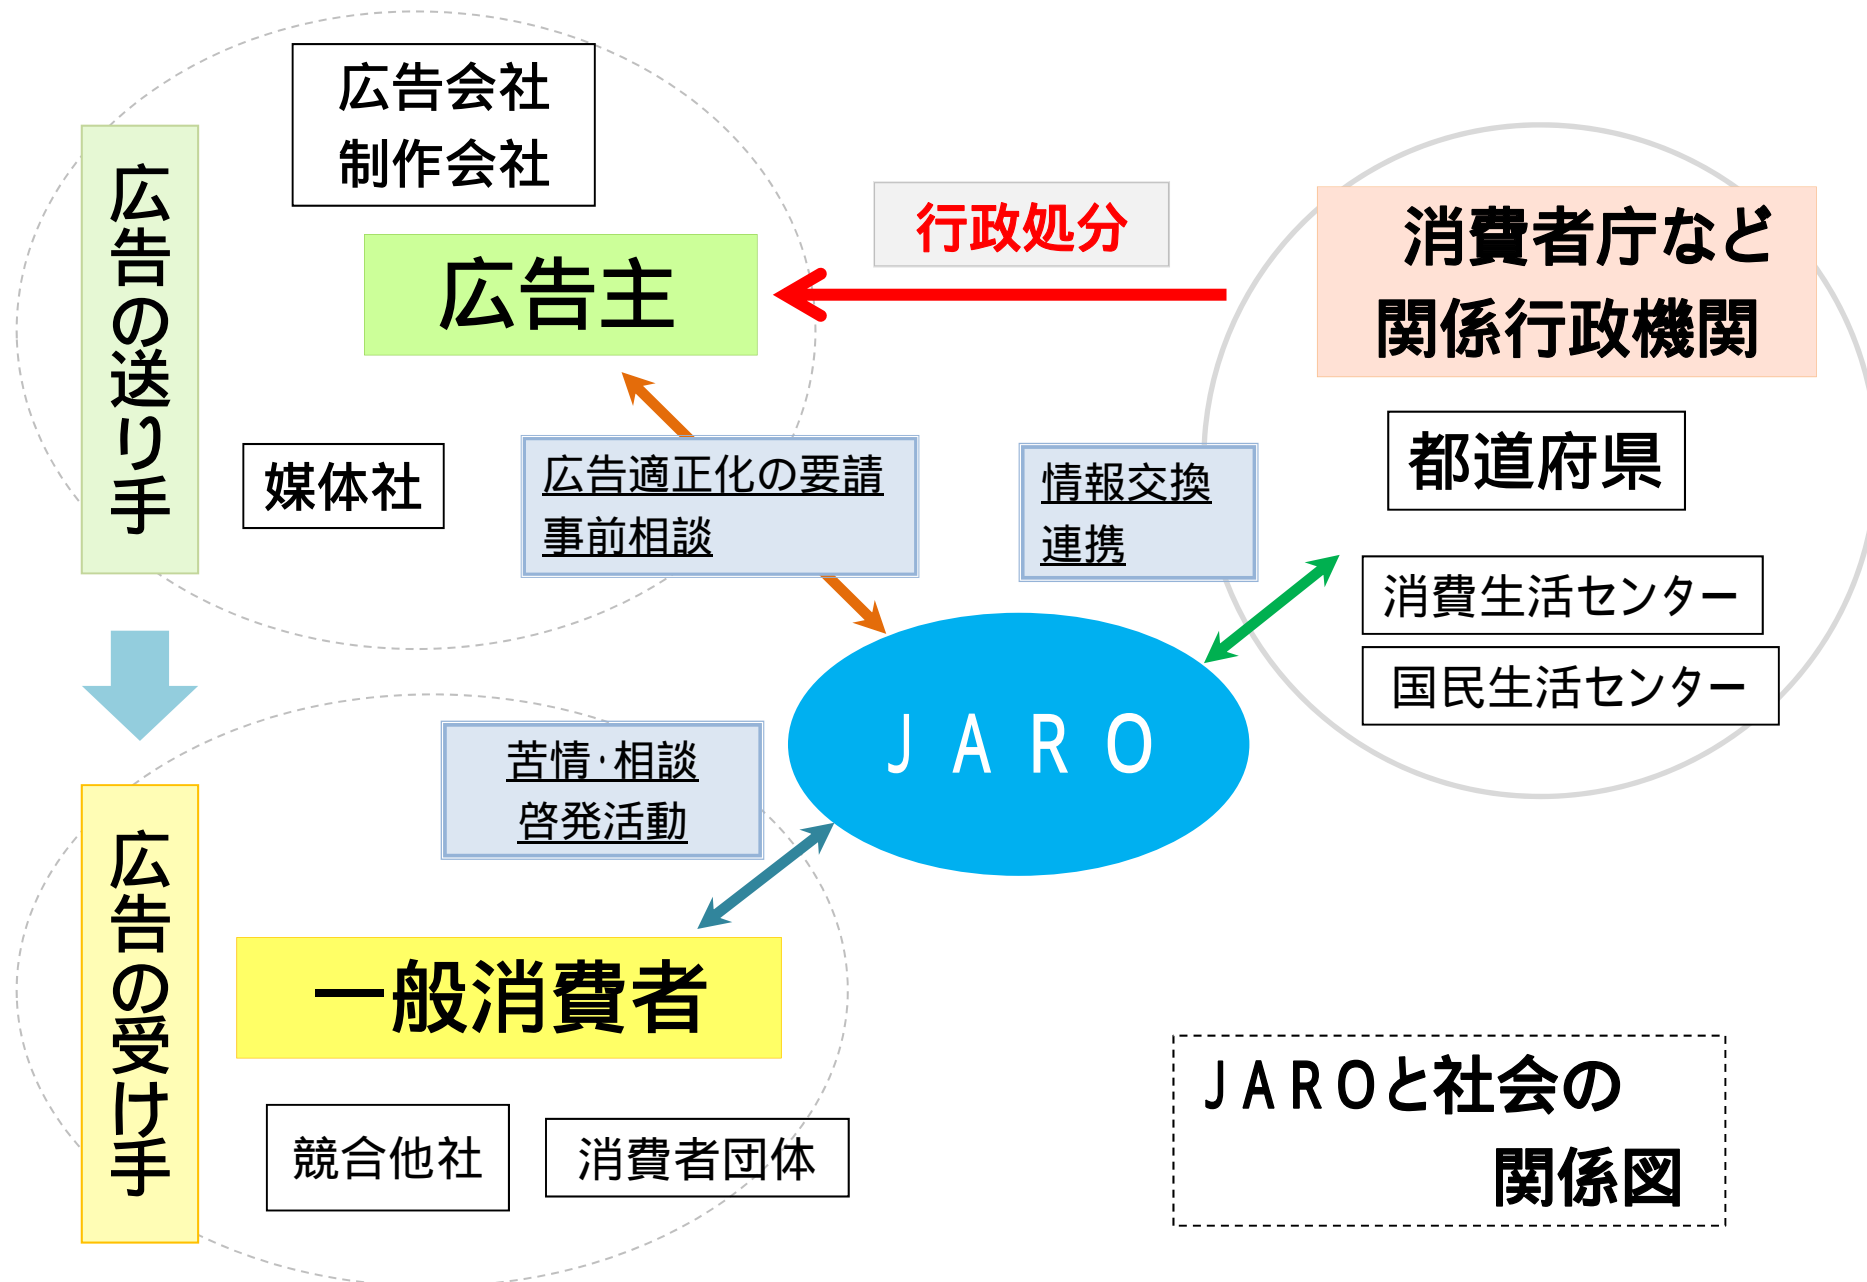 広告会社
制作会社
広告の送り手
広告主
媒体社
行政処分
消費者庁など
関係行政機関
都道府県
消費生活センター
国民生活センター
広告適正化の要請
事前相談
情報交換
連携
ＪＡＲＯ
苦情・相談
啓発活動
広告の受け手
一般消費者
競合他社
消費者団体
ＪＡＲＯと社会の
関係図